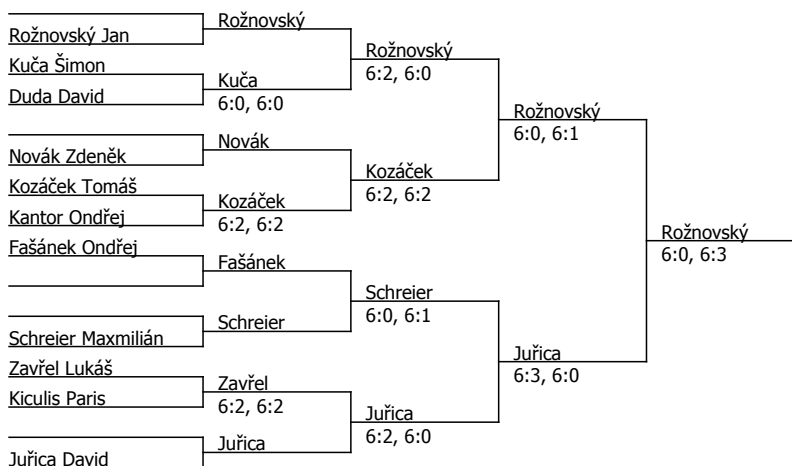 Rožnovský Jan
Kuča Šimon
Duda David
Novák Zdeněk
Kozáček Tomáš
Kantor Ondřej
Fašánek Ondřej
Schreier Maxmilián
Zavřel Lukáš
Kiculis Paris
Juřica David
Rožnovský
Kuča
6:0, 6:0
Novák
Kozáček
6:2, 6:2
Fašánek
Schreier
Zavřel
6:2, 6:2
Juřica
Rožnovský
6:2, 6:0
Kozáček
6:2, 6:2
Schreier
6:0, 6:1
Juřica
6:2, 6:0
Rožnovský
6:0, 6:1
Juřica
6:3, 6:0
Rožnovský
6:0, 6:3